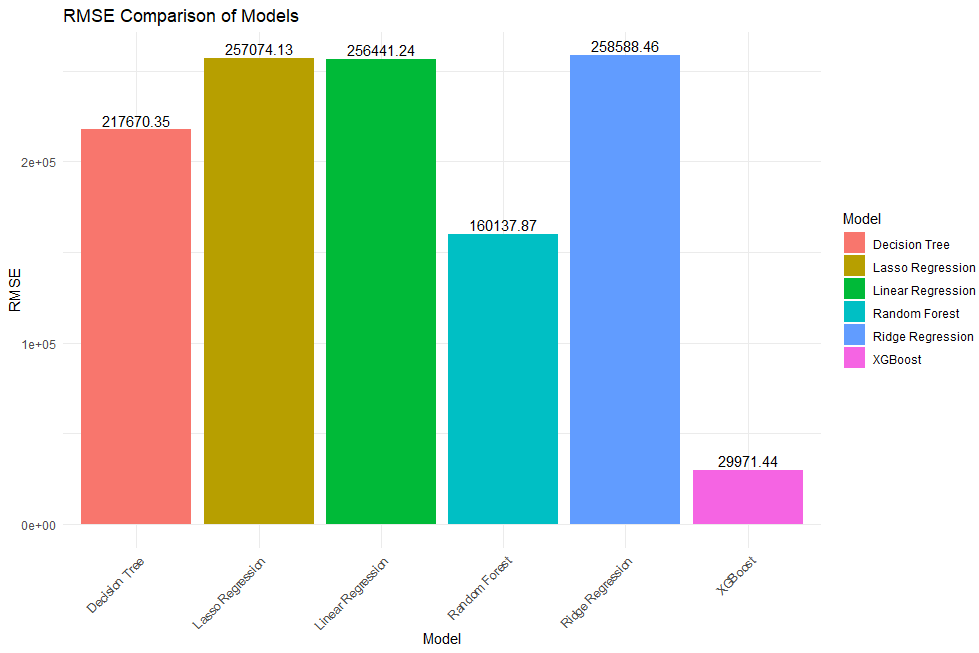 RMSE Comparison of Models
258588.46
257074.13
256441.24
217670.35
160137.87
29971.44
2e+05
1e+05
0e+00
RMSE
Decision Tree
Lasso Regression
Linear Regression
Random Forest
Ridge Regression
XGBoost
Model
Model
Decision Tree
Lasso Regression
Linear Regression
Random Forest
Ridge Regression
XGBoost